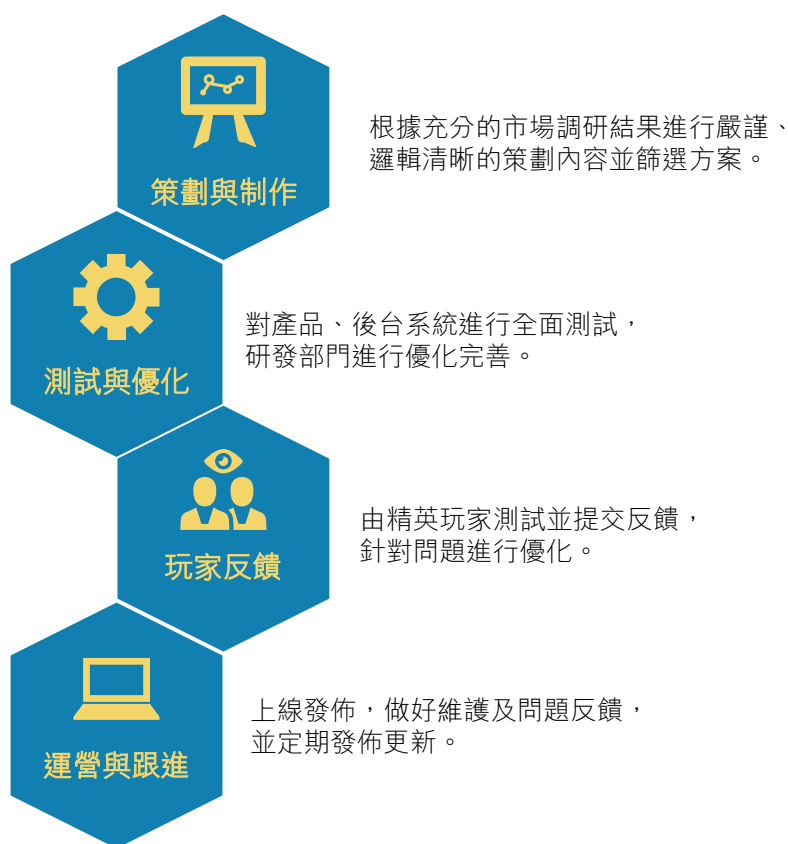 策劃與制作
根據充分的市場調研結果進行嚴謹、
邏輯清晰的策劃內容並篩選方案。
測試與優化
對產品、後台系統進行全面測試，
研發部門進行優化完善。
玩家反饋
由精英玩家測試並提交反饋，
針對問題進行優化。
運營與跟進
上線發佈，做好維護及問題反饋，
並定期發佈更新。